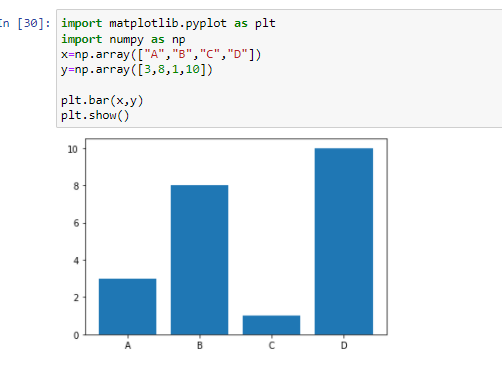 In [30]:
import matplotlib.pyplot as plt
import numpy as np
x=np.array(["A","B","C","D"])
y=np.array([3,8,1,10])
plt.bar(x,y)
plt.show()
10
8
6
4
2
0
A B C D